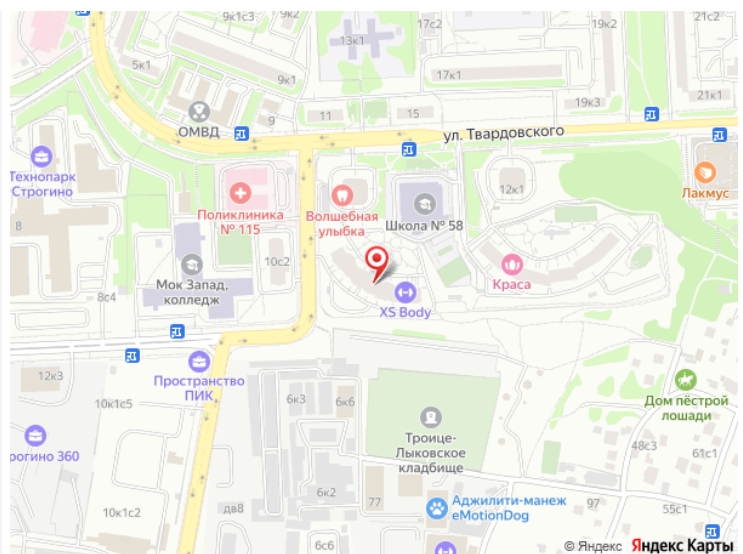 17с2
9к1с3
19к2
13к1
5к1
9к1
17к1
21к1
19к3
11
15
9
ОМВД
ул. Твардовского
Технопарк
Строгино
Поликлиника
№ 115
Волшебная
улыбка
Школа № 58
12к1
Лакмус
8
10с2
Мок Запад,
колледж
Краса
8с4
XS Body
12к3
Пространство
ПИК
10к1с5
6к3
6к6
Дом пёстрой
лошади
Троице-
Лыковское
кладбище
48с3
61с1
трогино 360
10к1с2
6к2
дв8
77
Аджилити-манеж
eMotionDog
97
55с1
6с6
© Яндекс Яндекс Карты